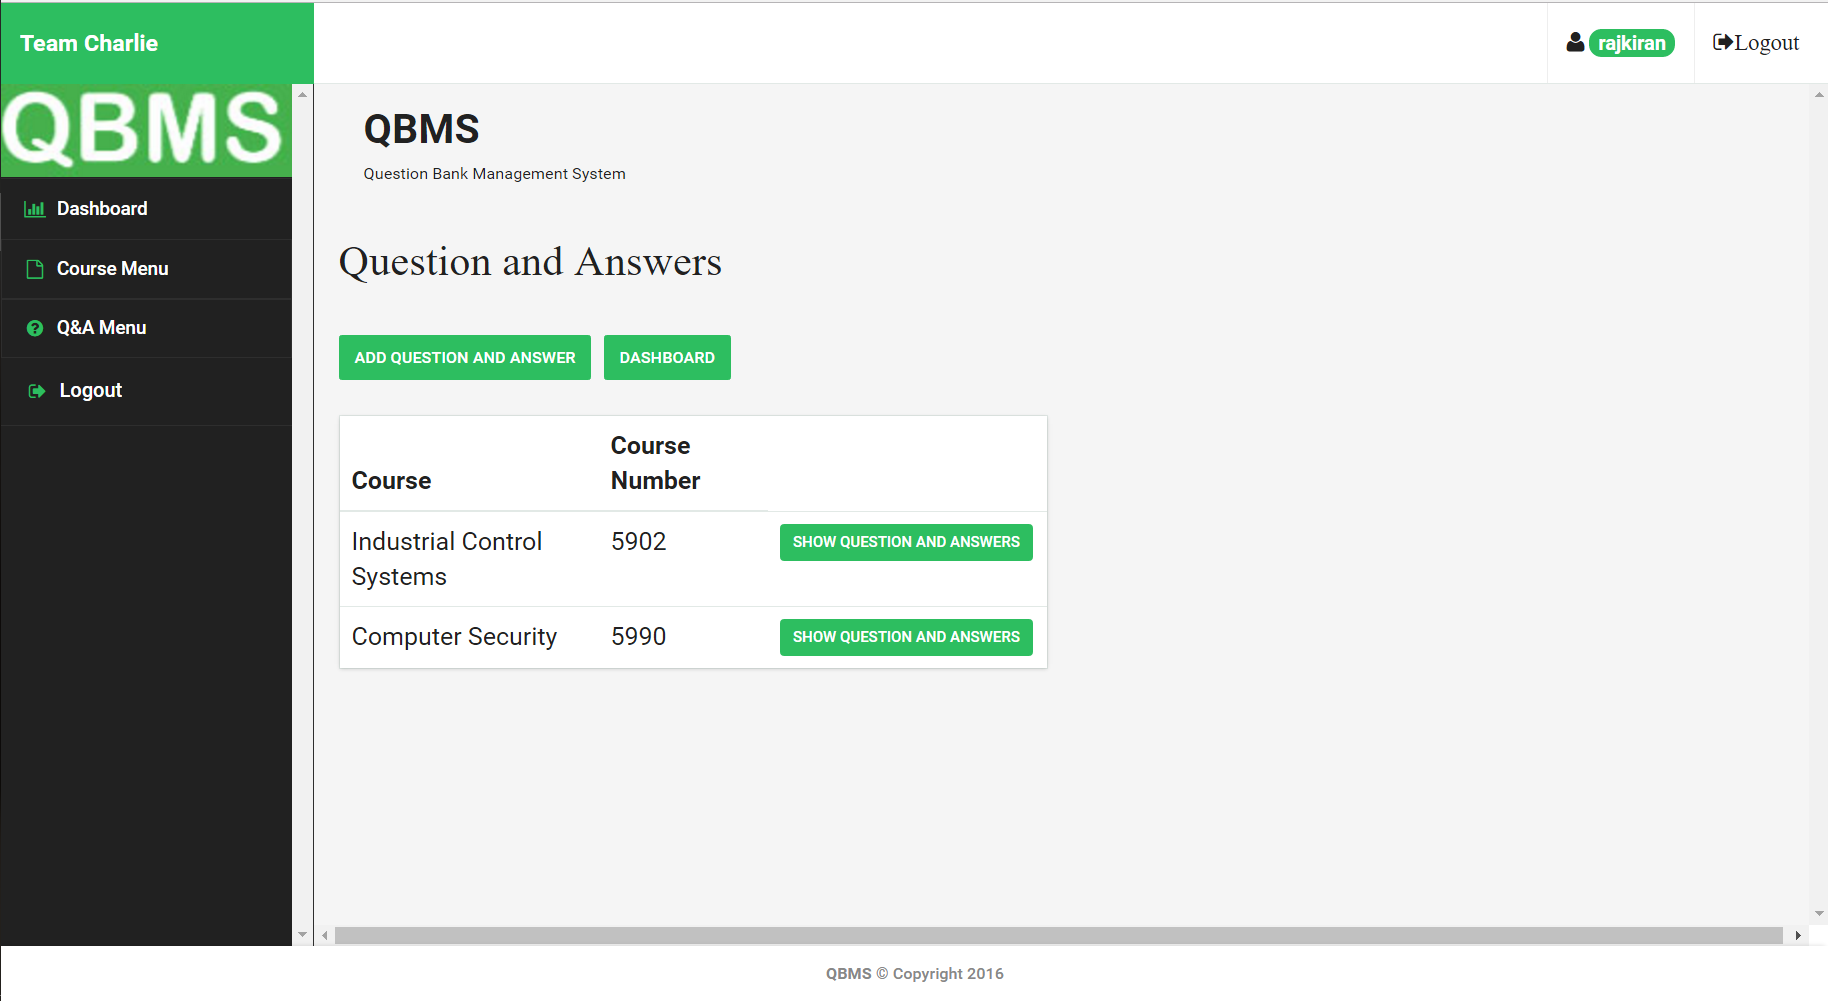 Team Charlie
rajkiran
Logout
QBMS
Dashboard
Course Menu
Q&A Menu
Logout
QBMS
Question Bank Management System
Question and Answers
ADD QUESTION AND ANSWER
DASHBOARD
Course
Course
Number
Industrial Control
Systems
5902
SHOW QUESTION AND ANSWERS
Computer Security
5990
SHOW QUESTION AND ANSWERS
QBMS © Copyright 2016